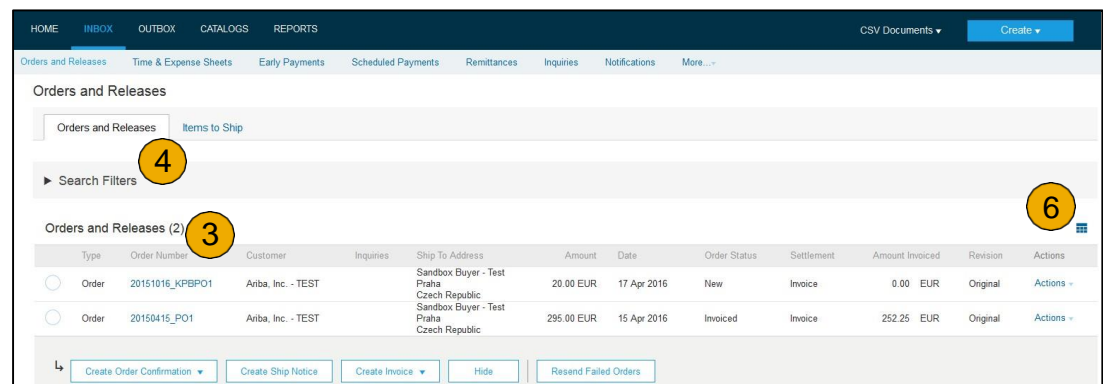 HOME INBOX OUTBOX CATALOGS REPORTS CSV Documents Create
Orders and Releases Time & Expense Sheets Early Payments Scheduled Payments Remittances Inquiries Notifications More...
Orders and Releases
Orders and Releases Items to Ship
4
Search Filters
6
Orders and Releases (2)
3
Type Order Number Customer Inquiries Ship To Address Amount Date Order Status Settlement Amount Invoiced Revision Actions
Sandbox Buyer - Test
Order 20151016_KPBPO1 Ariba, Inc. - TEST Praha 20.00 EUR 17 Apr 2016 New Invoice 0.00 EUR Original Actions
Czech Republic
Sandbox Buyer - Test
Order 20150415_PO1 Ariba, Inc. - TEST Praha 295.00 EUR 15 Apr 2016 Invoiced Invoice 252.25 EUR Original Actions
Czech Republic
Create Order Confirmation Create Ship Notice Create Invoice Hide Resend Failed Orders